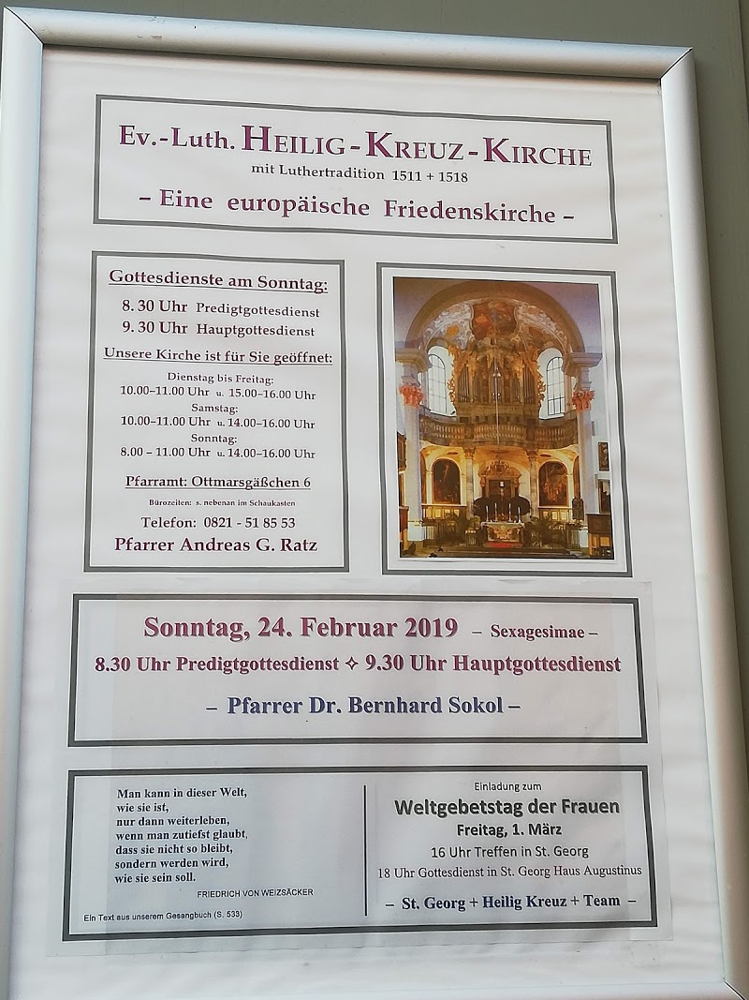 Ev.-Luth. HEILIG-KREUZ-KIRCHE
mit Luthertradition 1511 + 1518
– Eine europäische Friedenskirche –
Gottesdienste am Sonntag:
8. 30 Uhr Predigtgottesdienst
9. 30 Uhr Hauptgottesdienst
Unsere Kirche ist für Sie geöffnet:
Dienstag bis Freitag:
10.00–11.00 Uhr u. 15.00–16.00 Uhr
Samstag:
10.00–11.00 Uhr u. 14.00–16.00 Uhr
Sonntag:
8.00 – 11.00 Uhr u. 14.00–16.00 Uhr
Pfarramt: Ottmarsgäßchen 6
Bürozeiten: s. nebenan im Schaukasten
Telefon: 0821 - 51 85 53
Pfarrer Andreas G. Ratz
Sonntag, 24. Februar 2019 – Sexagesimae –
8.30 Uhr Predigtgottesdienst ✧ 9.30 Uhr Hauptgottesdienst
– Pfarrer Dr. Bernhard Sokol –
Man kann in dieser Welt,
wie sie ist,
nur dann weiterleben,
wenn man zutiefst glaubt,
dass sie nicht so bleibt,
sondern werden wird,
wie sie sein soll.
FRIEDRICH VON WEIZSÄCKER
Ein Text aus unserem Gesangbuch (S. 533)
Einladung zum
Weltgebetstag der Frauen
Freitag, 1. März
16 Uhr Treffen in St. Georg
18 Uhr Gottesdienst in St. Georg Haus Augustinus
– St. Georg + Heilig Kreuz + Team –